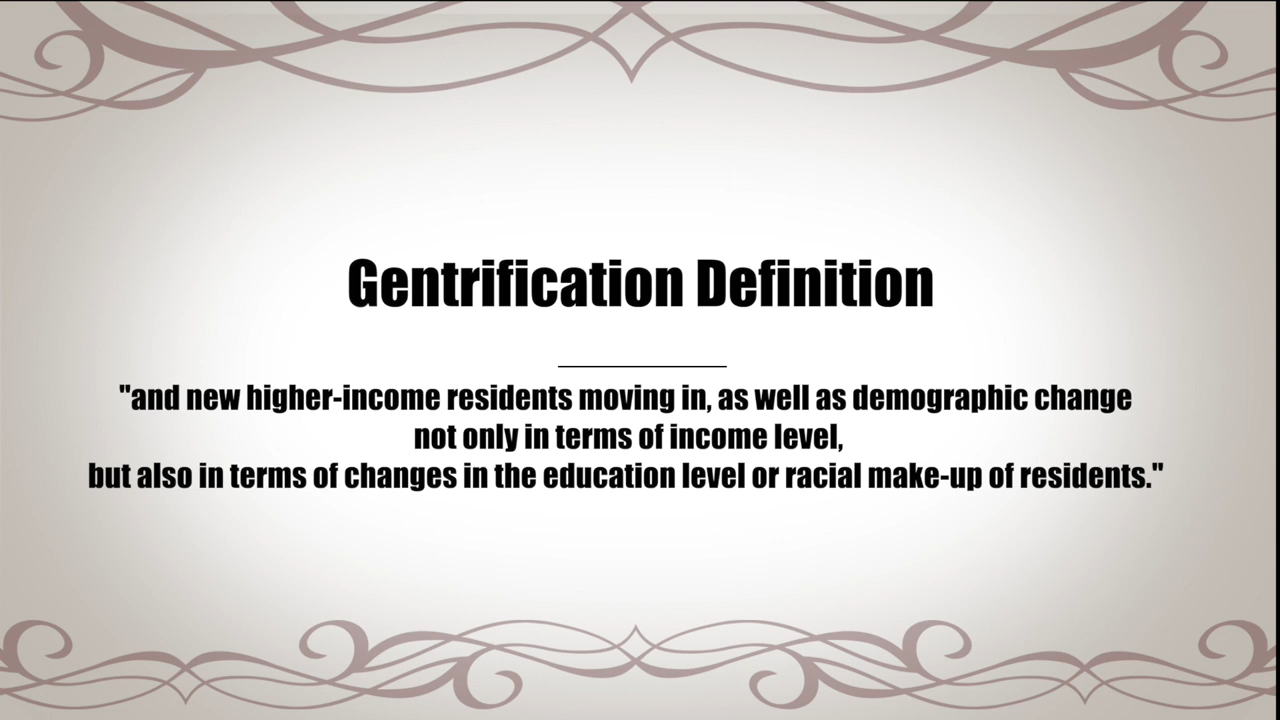 Gentrification Definition
"and new higher-income residents moving in, as well as demographic change
not only in terms of income level,
but also in terms of changes in the education level or racial make-up of residents."